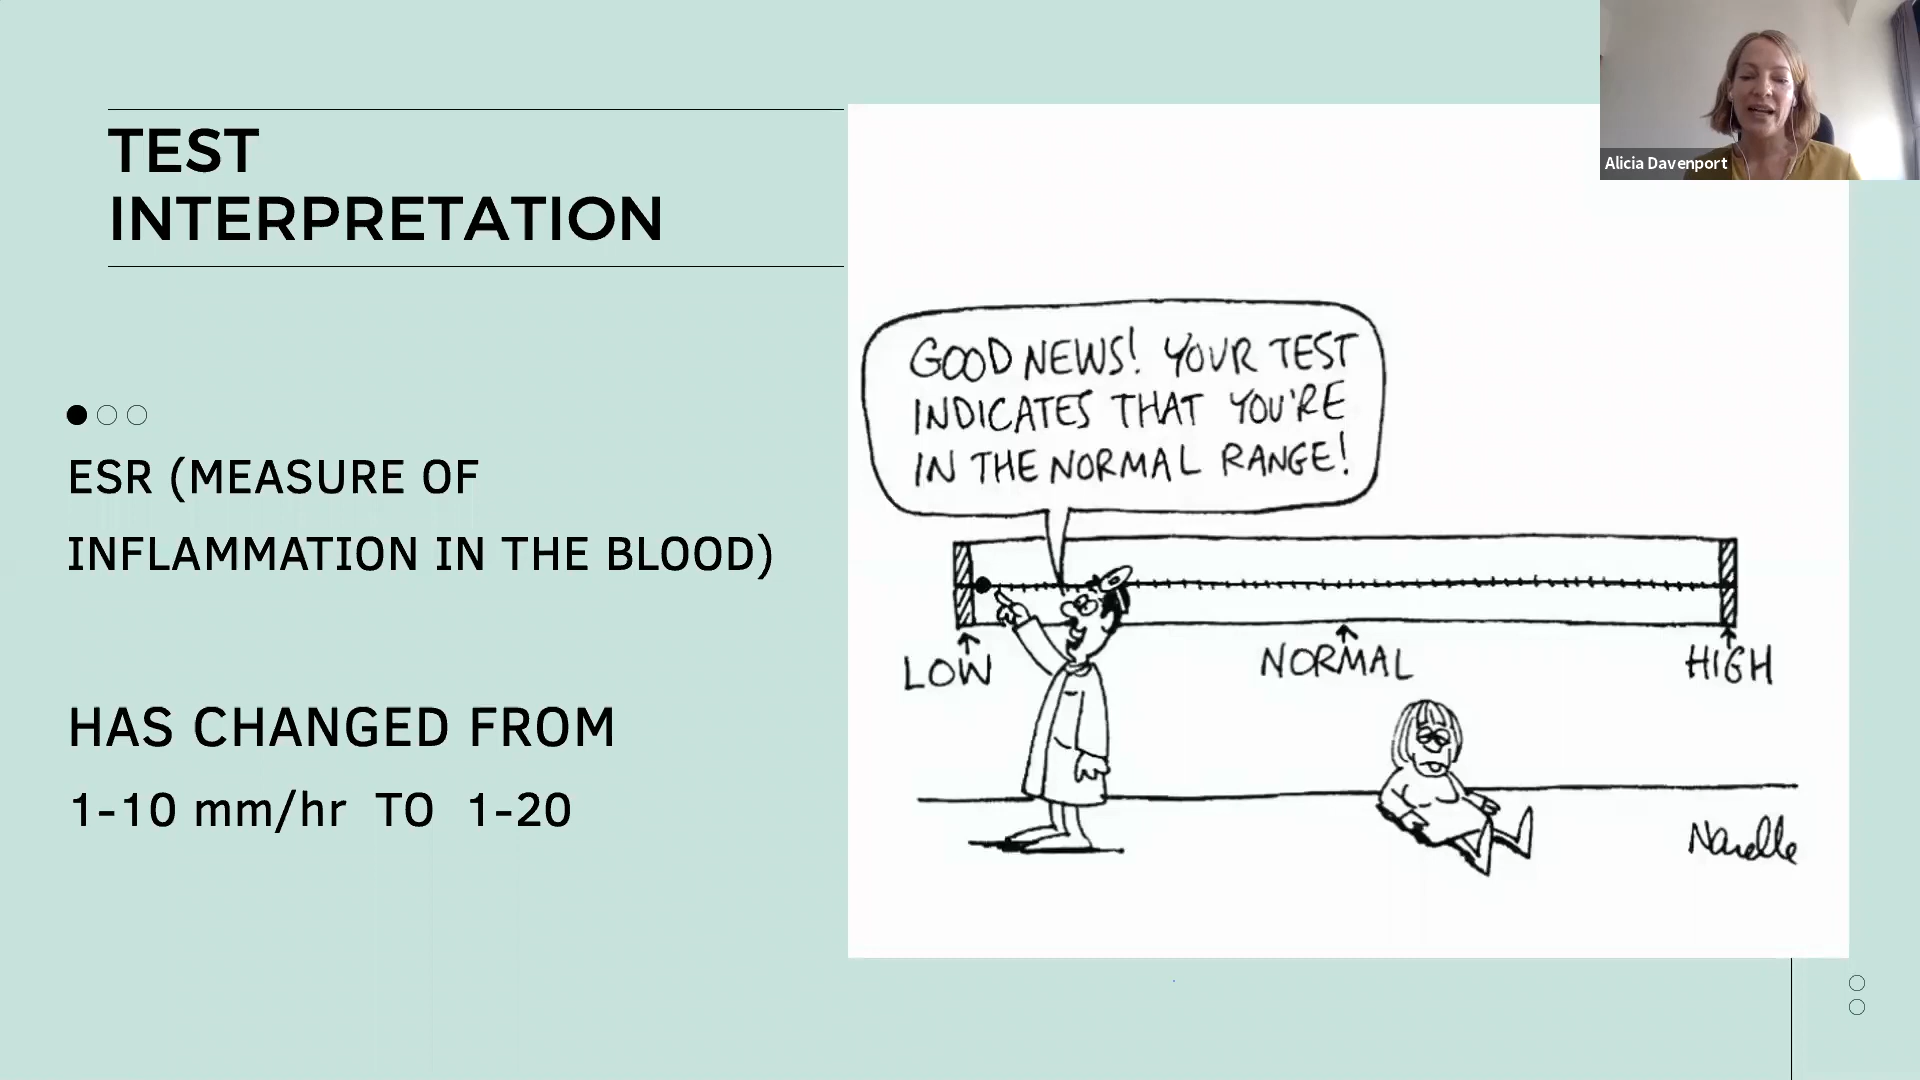 TEST
INTERPRETATION
ESR (MEASURE OF
INFLAMMATION IN THE BLOOD)
HAS CHANGED FROM
1-10 mm/hr TO 1-20
GOOD NEWS! YOUR TEST
INDICATES THAT YOU'RE
IN THE NORMAL RANGE!
LOW
NORMAL
HIGH
Narelle
Alicia Davenport